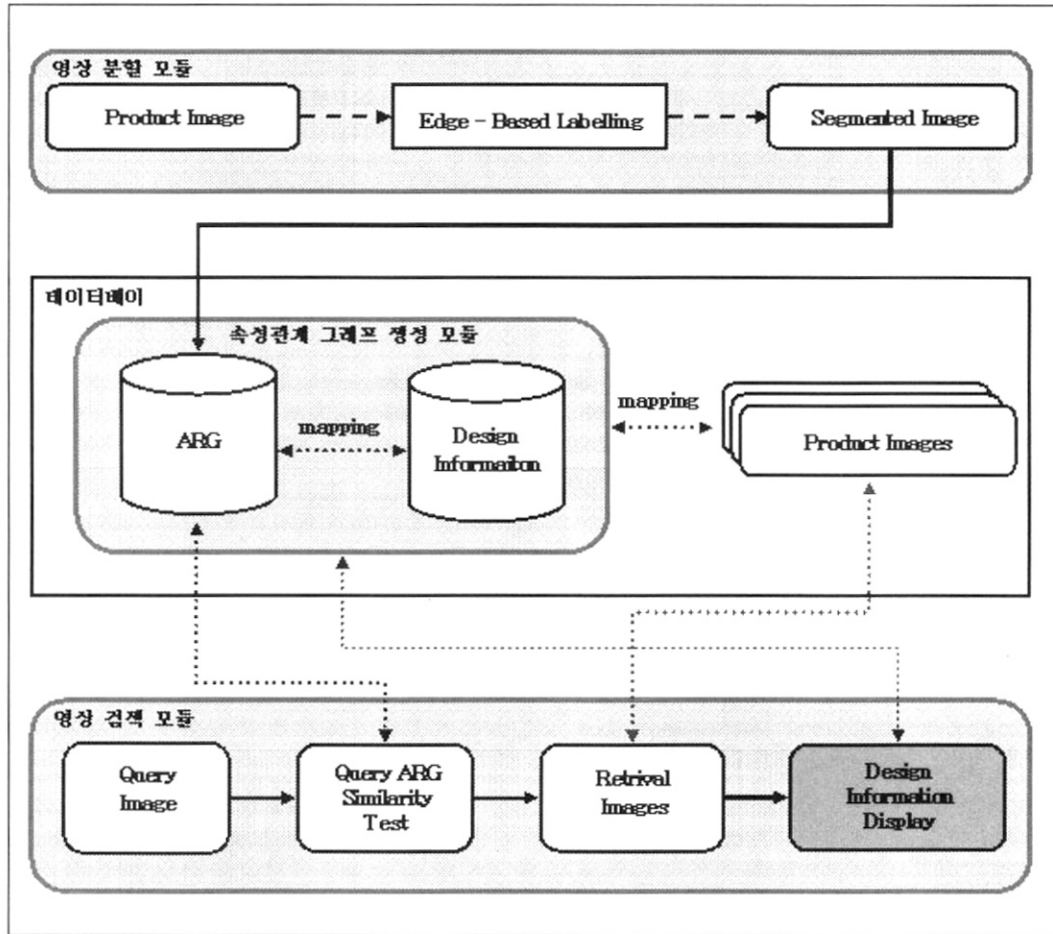 영상 분할 모듈
Product Image
Edge - Based Labelling
Segmented Image
데이터베이
속성관계 그래프 생성 모듈
ARG
mapping
Design
Informaiton
mapping
Product Images
영상 검색 모듈
Query
Image
Query ARG
Similarity
Test
Retrival
Images
Design
Information
Display